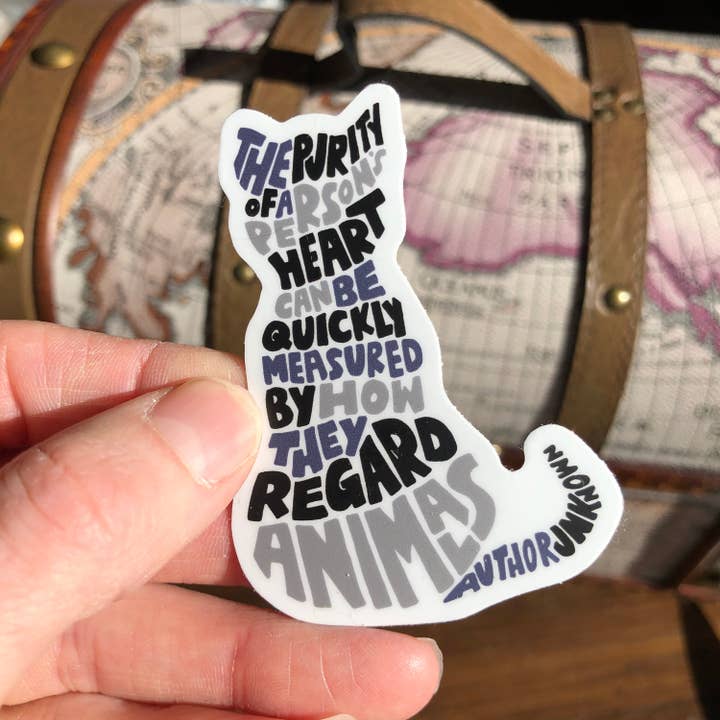 THE PURITY
OF A PERSON'S
HEART
CAN BE
QUICKLY
MEASURED
BY HOW
THEY
REGARD
ANIMALS
AUTHOR UNKNOWN